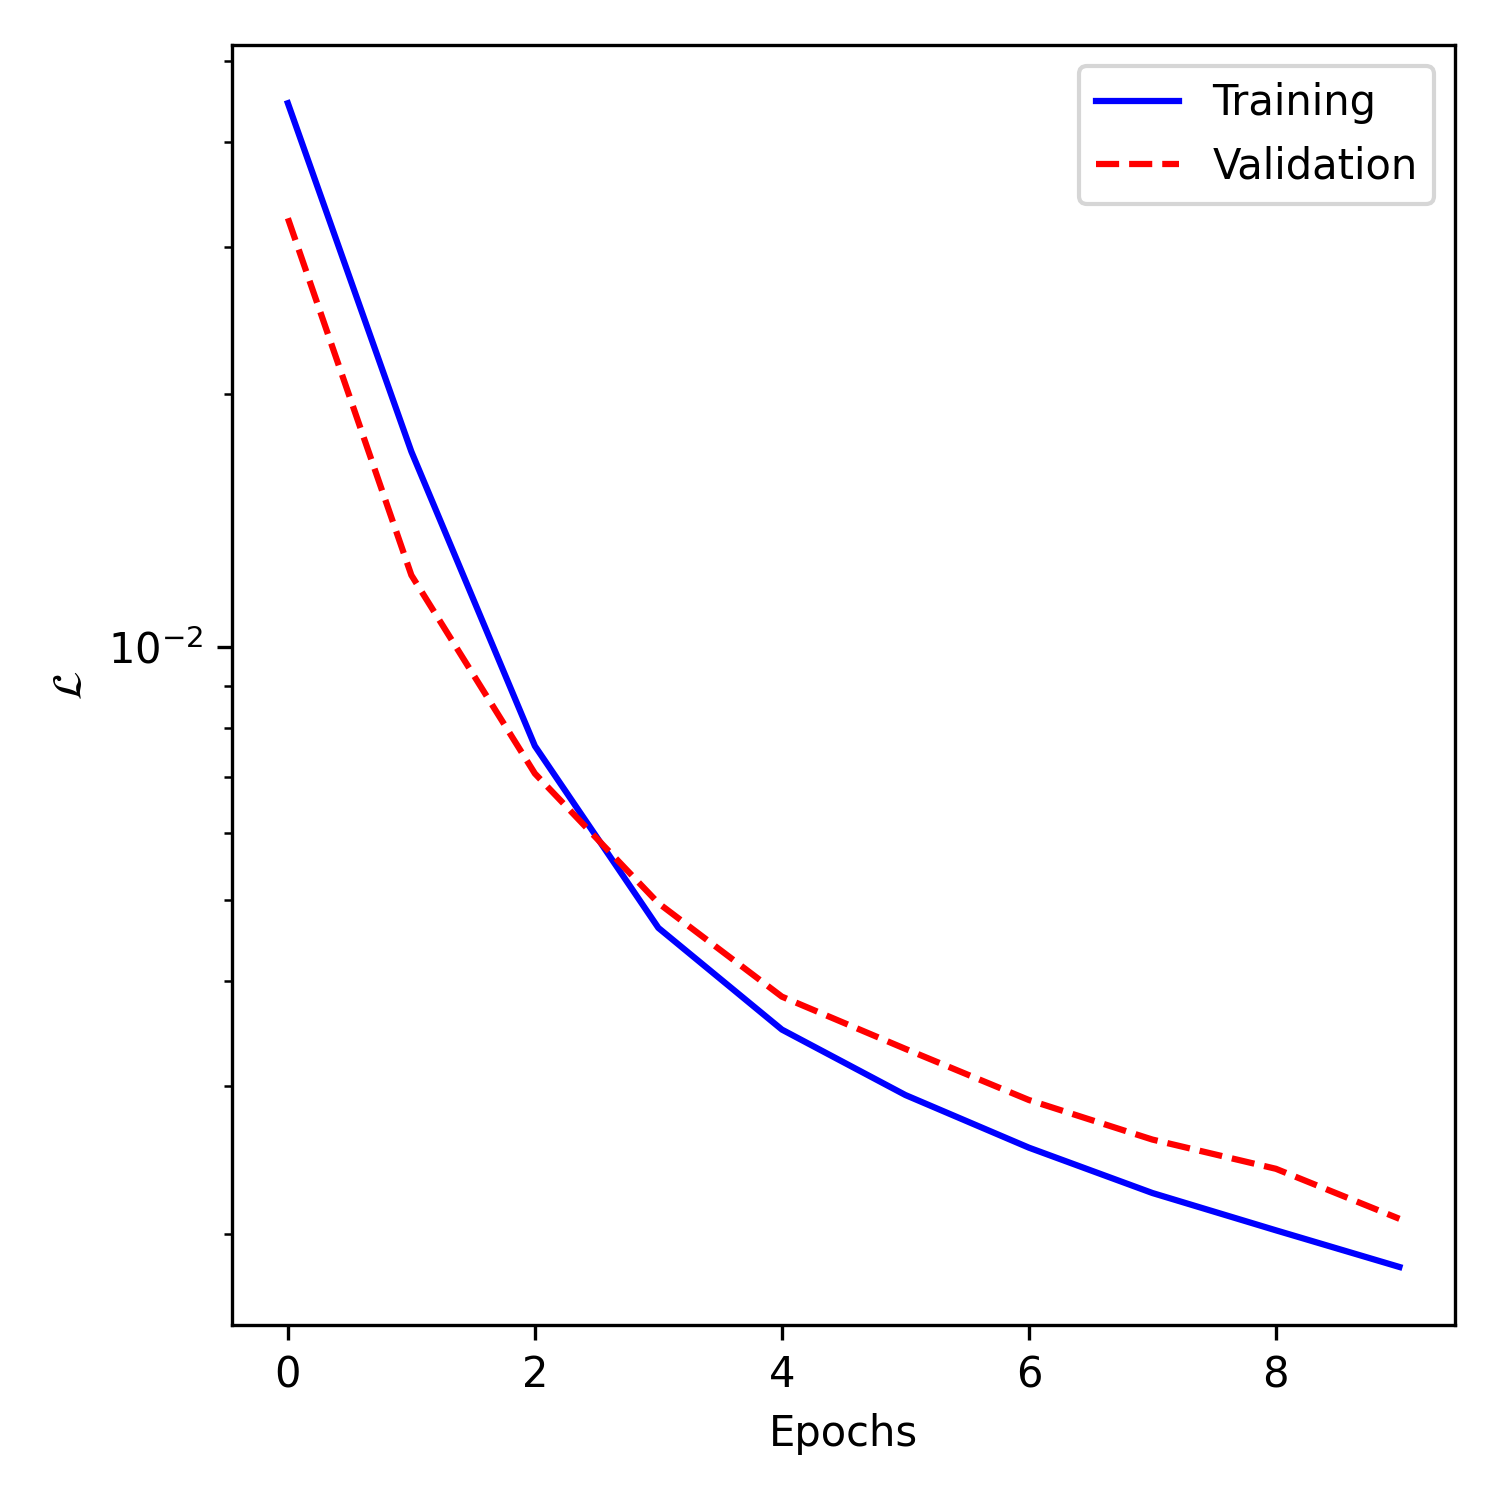 Training
Validation
10⁻²
ℒ
0 2 4 6 8
Epochs